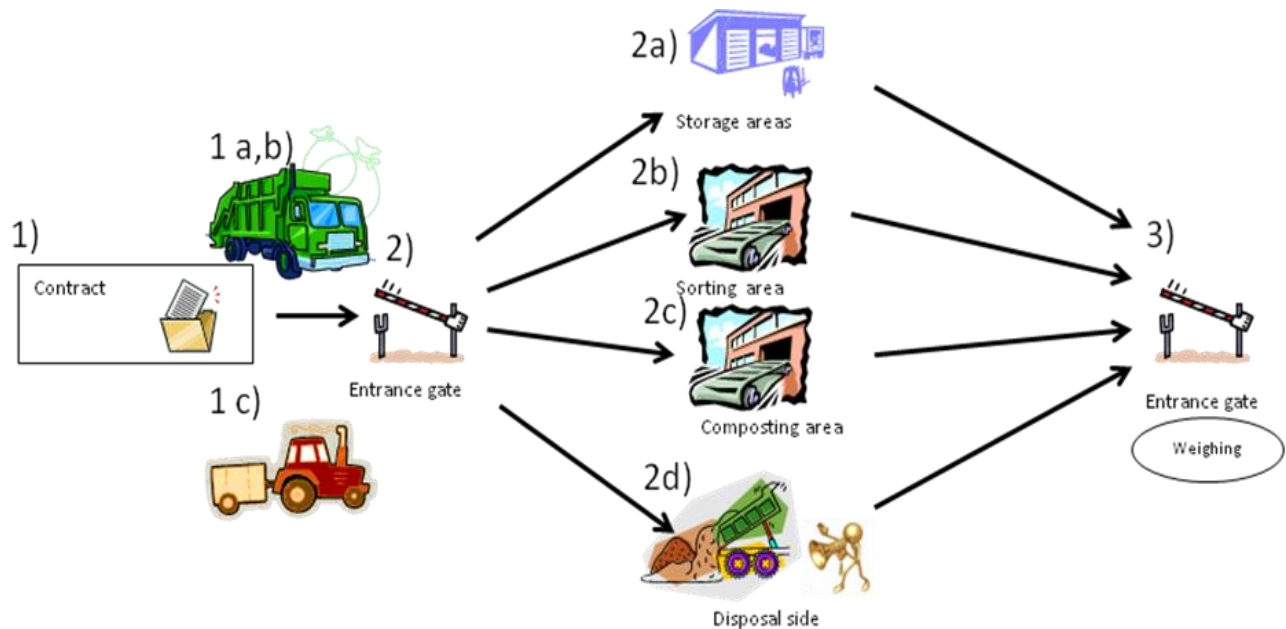 1)
Contract
1 a,b)
1 c)
2)
Entrance gate
2a)
Storage areas
2b)
Sorting area
2c)
Composting area
2d)
Disposal side
3)
Entrance gate
Weighing